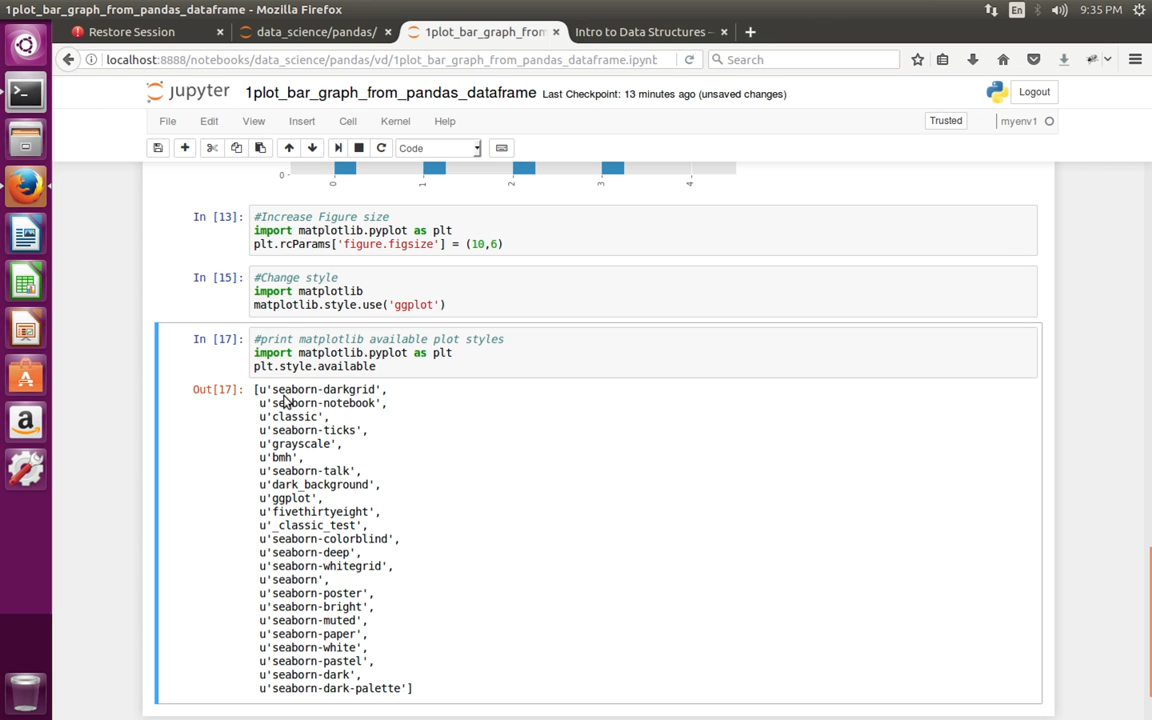 1plot_bar_graph_from_pandas_dataframe - Mozilla Firefox
En
9:35 PM
Restore Session
data_science/pandas/
1plot_bar_graph_from
Intro to Data Structures —
localhost:8888/notebooks/data_science/pandas/vd/1plot_bar_graph_from_pandas_dataframe.ipynb
Search
jupyter
1plot_bar_graph_from_pandas_dataframe
Last Checkpoint: 13 minutes ago (unsaved changes)
Logout
File Edit View Insert Cell Kernel Help
Trusted
myenv1
Code
0
0 1 2 3 4
In [13]: #Increase Figure size
import matplotlib.pyplot as plt
plt.rcParams['figure.figsize'] = (10,6)
In [15]: #Change style
import matplotlib
matplotlib.style.use('ggplot')
In [17]: #print matplotlib available plot styles
import matplotlib.pyplot as plt
plt.style.available
Out[17]: [u'seaborn-darkgrid',
u'seaborn-notebook',
u'classic',
u'seaborn-ticks',
u'grayscale',
u'bmh',
u'seaborn-talk',
u'dark_background',
u'ggplot',
u'fivethirtyeight',
u'_classic_test',
u'seaborn-colorblind',
u'seaborn-deep',
u'seaborn-whitegrid',
u'seaborn',
u'seaborn-poster',
u'seaborn-bright',
u'seaborn-muted',
u'seaborn-paper',
u'seaborn-white',
u'seaborn-pastel',
u'seaborn-dark',
u'seaborn-dark-palette']